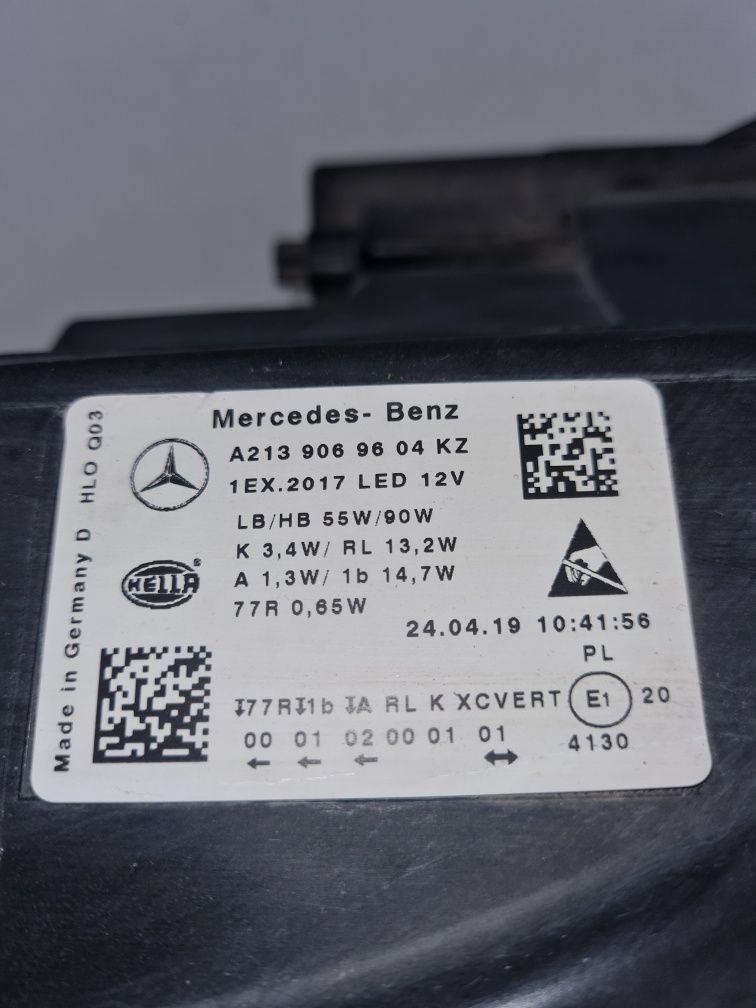 Mercedes- Benz
A213 906 96 04 KZ
1EX.2017 LED 12V
LB/HB 55W/90W
K 3,4W/ RL 13,2W
A 1,3W/ 1b 14,7W
77R 0,65W
HELLA®
24.04.19 10:41:56
PL
77R 1b A RL K XCVERT E1 20
00 01 02 00 01 01 4130
Made in Germany D HLO Q03